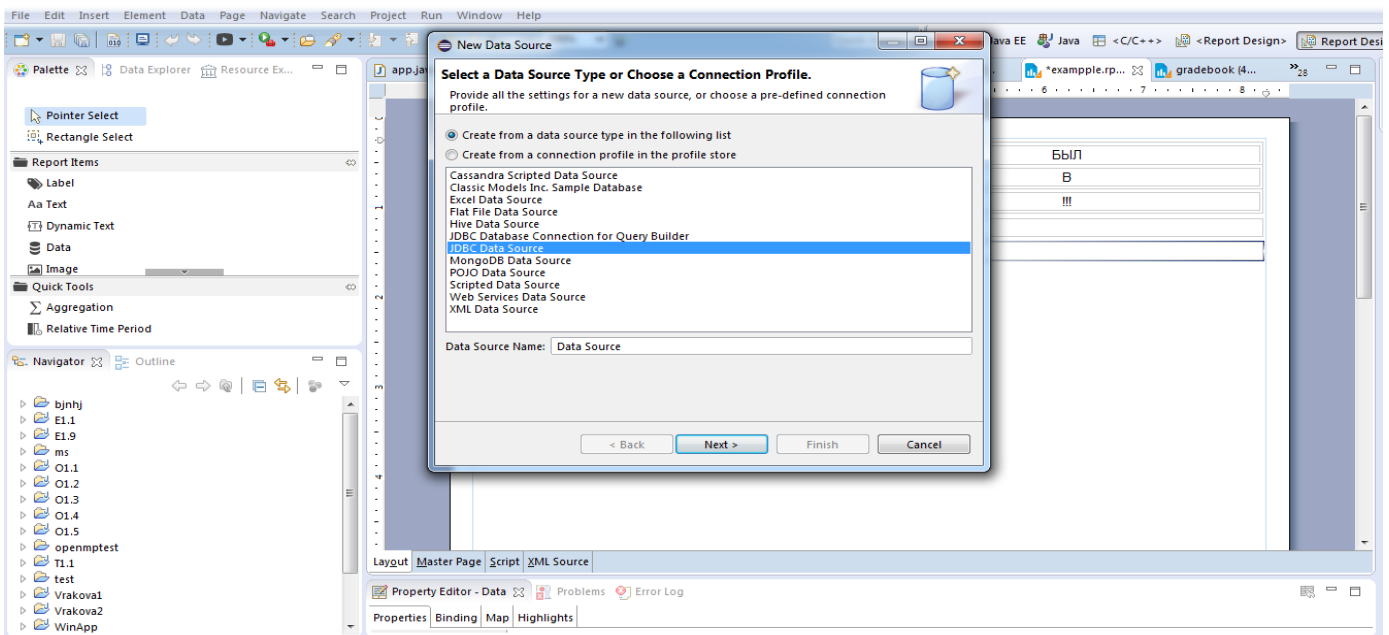 File Edit Insert Element Data Page Navigate Search Project Run Window Help
Java EE Java <C/C++> <Report Design> Report Desi
Palette Data Explorer Resource Ex...
app.ja
*exampple.rp... gradebook (4... »28
Pointer Select
Rectangle Select
Report Items
Label
Aa Text
Dynamic Text
Data
Image
Quick Tools
∑ Aggregation
Relative Time Period
Navigator Outline
bjnhj
E1.1
E1.9
ms
O1.1
O1.2
O1.3
O1.4
O1.5
openmptest
T1.1
test
Vrakova1
Vrakova2
WinApp
New Data Source
Select a Data Source Type or Choose a Connection Profile.
Provide all the settings for a new data source, or choose a pre-defined connection
profile.
Create from a data source type in the following list
Create from a connection profile in the profile store
Cassandra Scripted Data Source
Classic Models Inc. Sample Database
Excel Data Source
Flat File Data Source
Hive Data Source
JDBC Database Connection for Query Builder
JDBC Data Source
MongoDB Data Source
POJO Data Source
Scripted Data Source
Web Services Data Source
XML Data Source
Data Source Name: Data Source
< Back Next > Finish Cancel
6 7 8
БЫЛ
В
!!!
1
2
3
4
Layout Master Page Script XML Source
Property Editor - Data Problems Error Log
Properties Binding Map Highlights